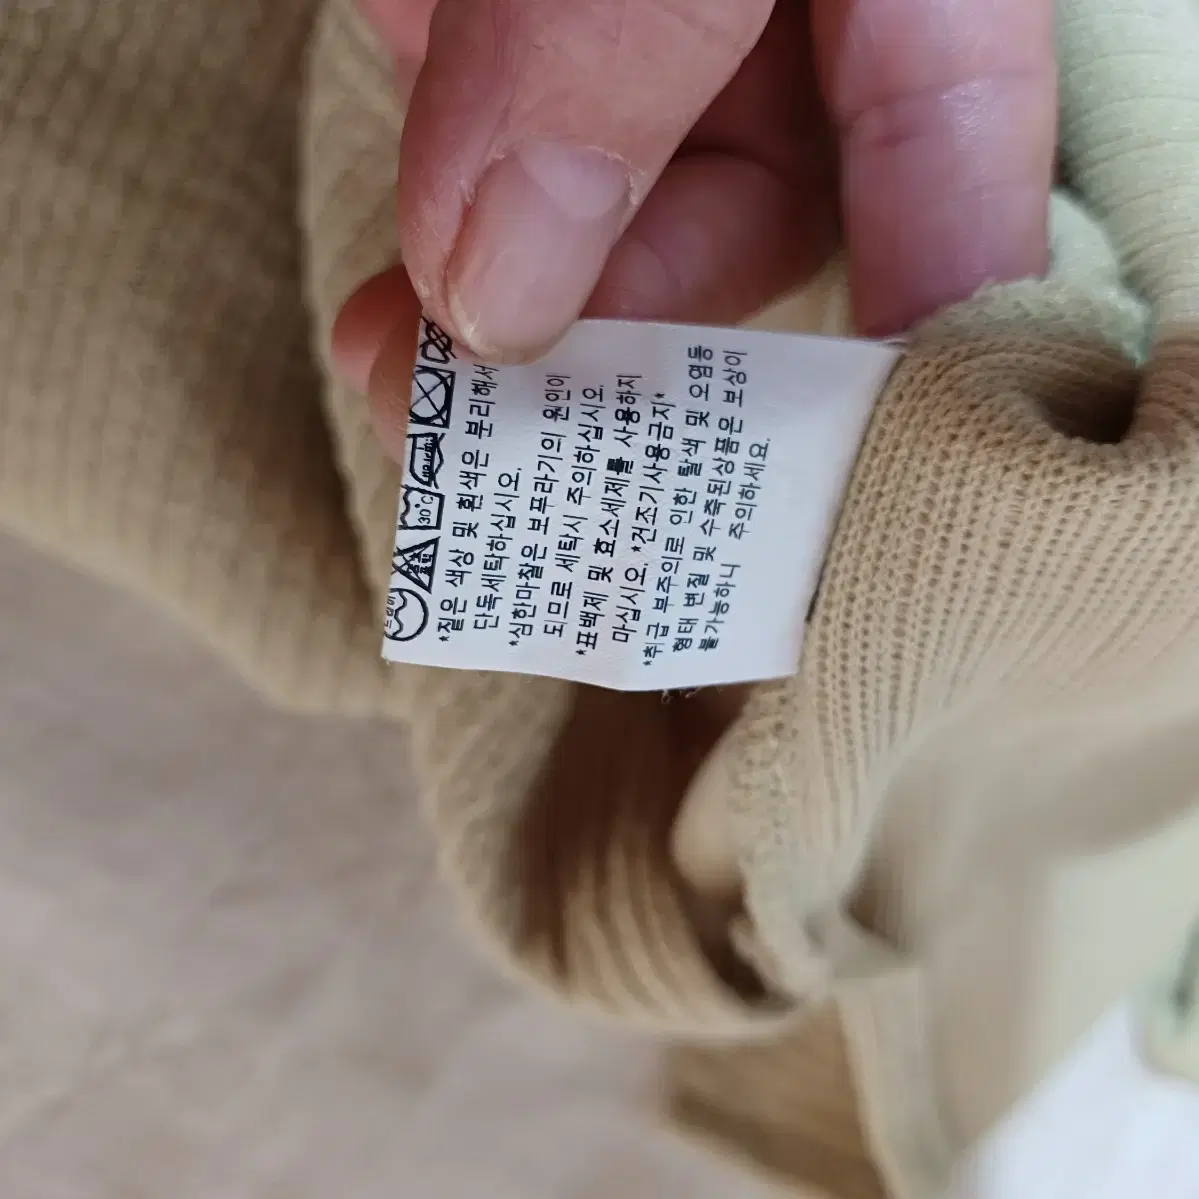 30℃
*짙은 색상 및 흰색은 분리해서
단독세탁하십시오.
*심한마찰은 보푸라기의 원인이
되므로 세탁시 주의하십시오.
*표백제 및 효소세제를 사용하지
마십시오. *건조기사용금지*
*취급 부주의로 인한 탈색 및 오염등
형태 변질 및 수축된상품은 보상이
불가능하니 주의하세요.